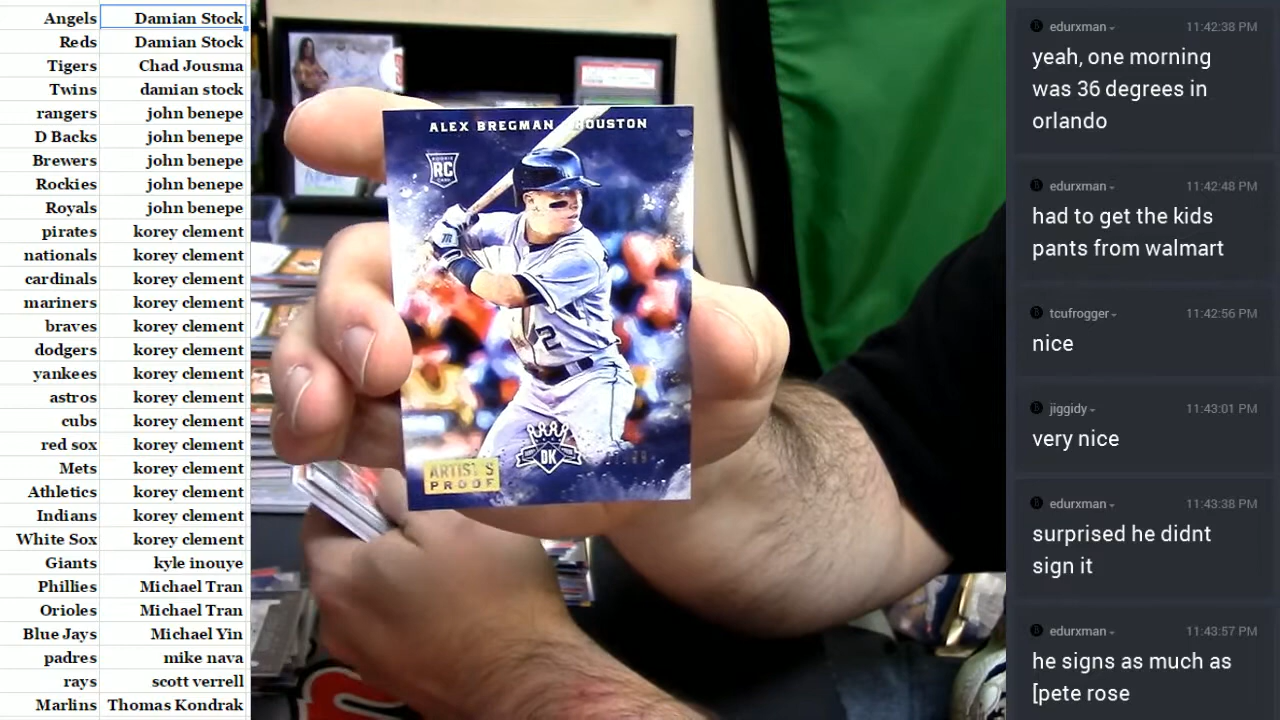 Angels Damian Stock
Reds Damian Stock
Tigers Chad Jousma
Twins damian stock
rangers john benepe
D Backs john benepe
Brewers john benepe
Rockies john benepe
Royals john benepe
pirates korey clement
nationals korey clement
cardinals korey clement
mariners korey clement
braves korey clement
dodgers korey clement
yankees korey clement
astros korey clement
cubs korey clement
red sox korey clement
Mets korey clement
Athletics korey clement
Indians korey clement
White Sox korey clement
Giants kyle inouye
Phillies Michael Tran
Orioles Michael Tran
Blue Jays Michael Yin
padres mike nava
rays scott verrell
Marlins Thomas Kondrak
ALEX BREGMAN HOUSTON
RC
2
DK
ARTIST'S
PROOF
edurxman 11:42:38 PM
yeah, one morning
was 36 degrees in
orlando
edurxman 11:42:48 PM
had to get the kids
pants from walmart
tcufrogger 11:42:56 PM
nice
jiggidy 11:43:01 PM
very nice
edurxman 11:43:38 PM
surprised he didnt
sign it
edurxman 11:43:57 PM
he signs as much as
[pete rose